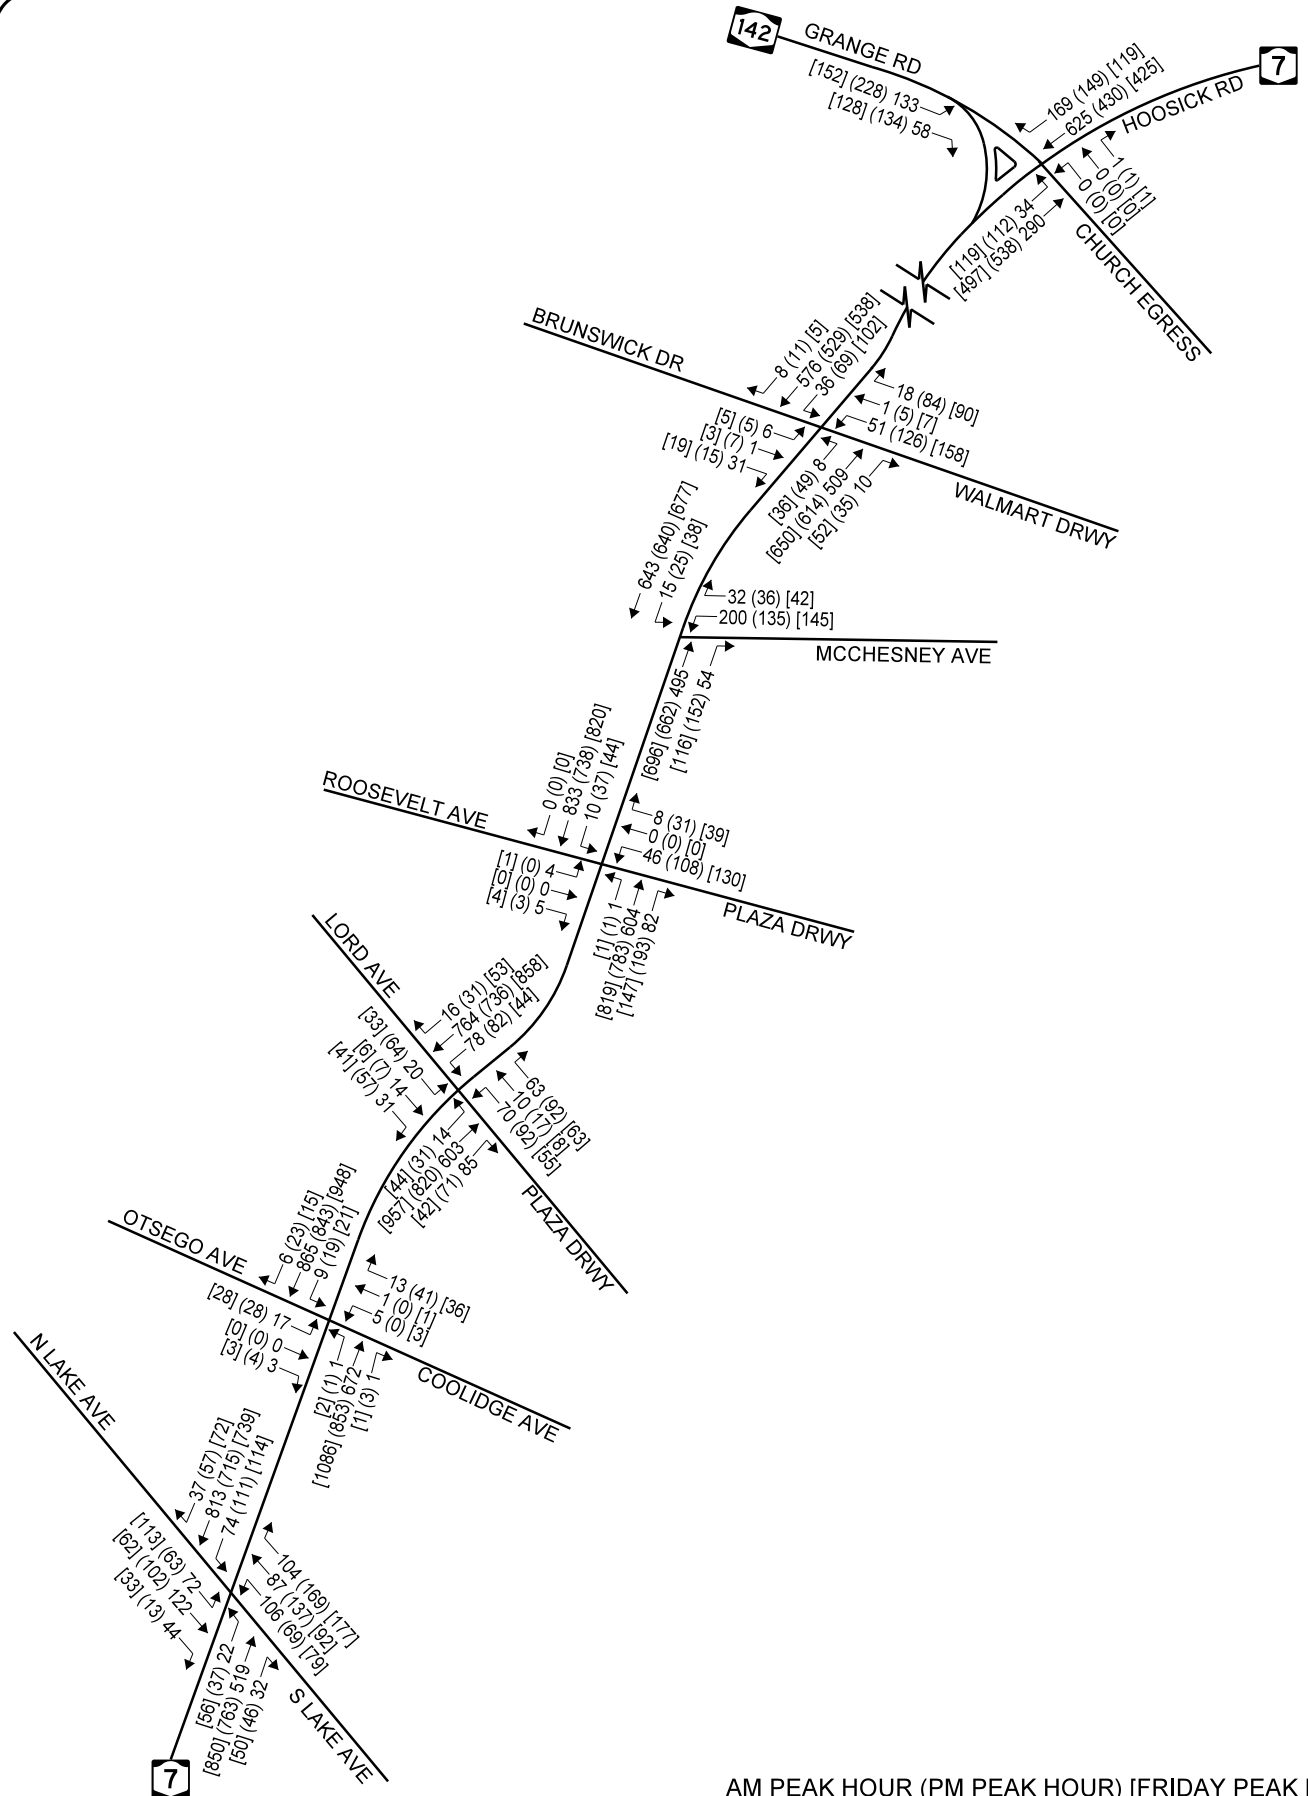 142
GRANGE RD
[152] (228) 133
[128] (134) 58
169 (149) [119]
625 (430) [425]
7
HOOSICK RD
1 (1) [1]
0 (0) [0]
0 (0) [0]
[119] (112) 34
[497] (538) 290
CHURCH EGRESS
BRUNSWICK DR
8 (11) [5]
576 (529) [538]
36 (69) [102]
[5] (5) 6
[3] (7) 1
[19] (15) 31
18 (84) [90]
1 (5) [7]
51 (126) [158]
[36] (49) 8
[650] (614) 509
[52] (35) 10
WALMART DRWY
643 (640) [677]
15 (25) [38]
32 (36) [42]
200 (135) [145]
MCCHESNEY AVE
[696] (662) 495
[116] (152) 54
ROOSEVELT AVE
0 (0) [0]
833 (738) [820]
10 (37) [44]
8 (31) [39]
0 (0) [0]
46 (108) [130]
[1] (0) 4
[0] (0) 0
[4] (3) 5
[1] (1) 1
[819] (783) 604
[147] (193) 82
PLAZA DRWY
LORD AVE
16 (31) [53]
764 (736) [858]
78 (82) [44]
[33] (64) 20
[6] (7) 14
[41] (57) 31
63 (92) [63]
10 (17) [8]
70 (92) [55]
[44] (31) 14
[957] (820) 603
[42] (71) 85
PLAZA DRWY
OTSEGO AVE
6 (23) [15]
865 (843) [948]
9 (19) [21]
[28] (28) 17
[0] (0) 0
[3] (4) 3
13 (41) [36]
1 (0) [1]
5 (0) [3]
[2] (1) 1
[1086] (853) 672
[1] (3) 1
COOLIDGE AVE
N LAKE AVE
37 (57) [72]
813 (715) [739]
74 (111) [114]
[113] (63) 72
[62] (102) 122
[33] (13) 44
104 (169) [177]
87 (137) [92]
106 (69) [79]
[56] (37) 22
[850] (763) 519
[50] (46) 32
S LAKE AVE
7
AM PEAK HOUR (PM PEAK HOUR) [FRIDAY PEAK